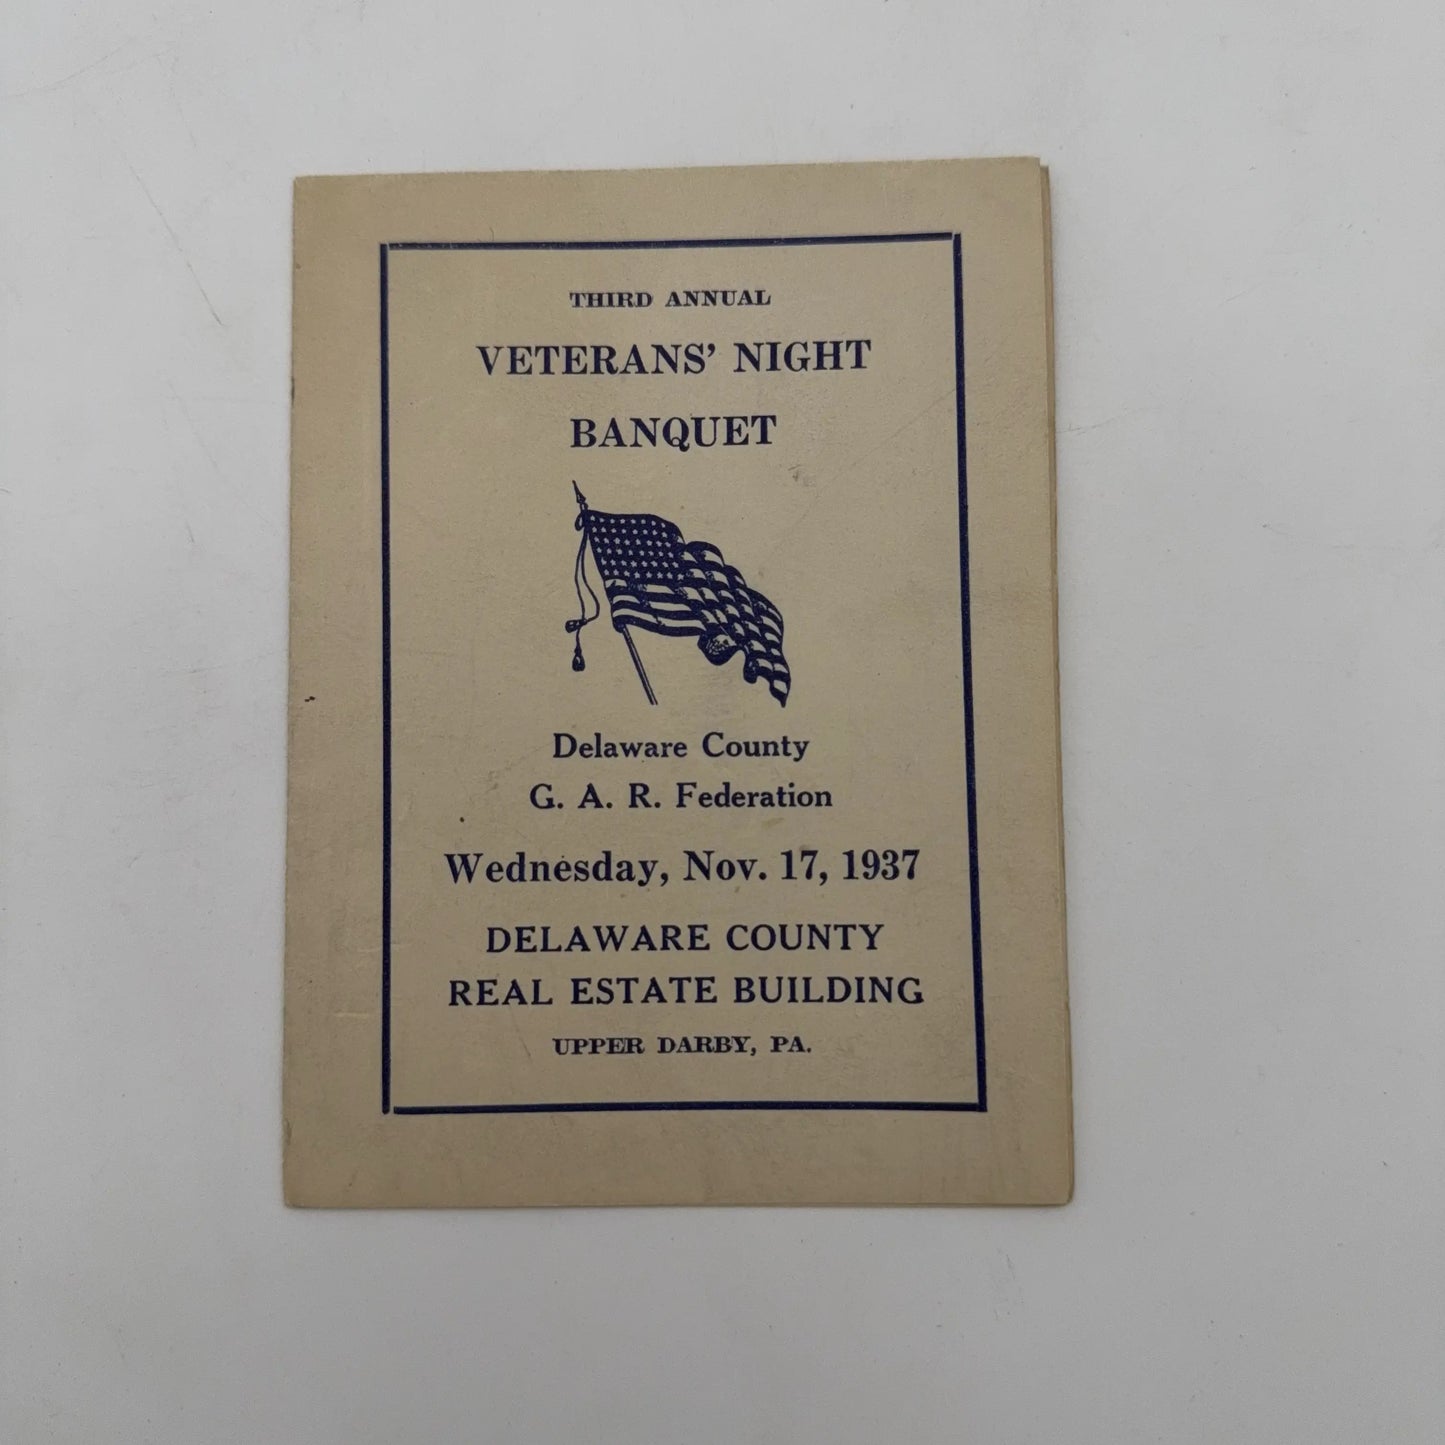 THIRD ANNUAL
VETERANS' NIGHT
BANQUET
Delaware County
G. A. R. Federation
Wednesday, Nov. 17, 1937
DELAWARE COUNTY
REAL ESTATE BUILDING
UPPER DARBY, PA.